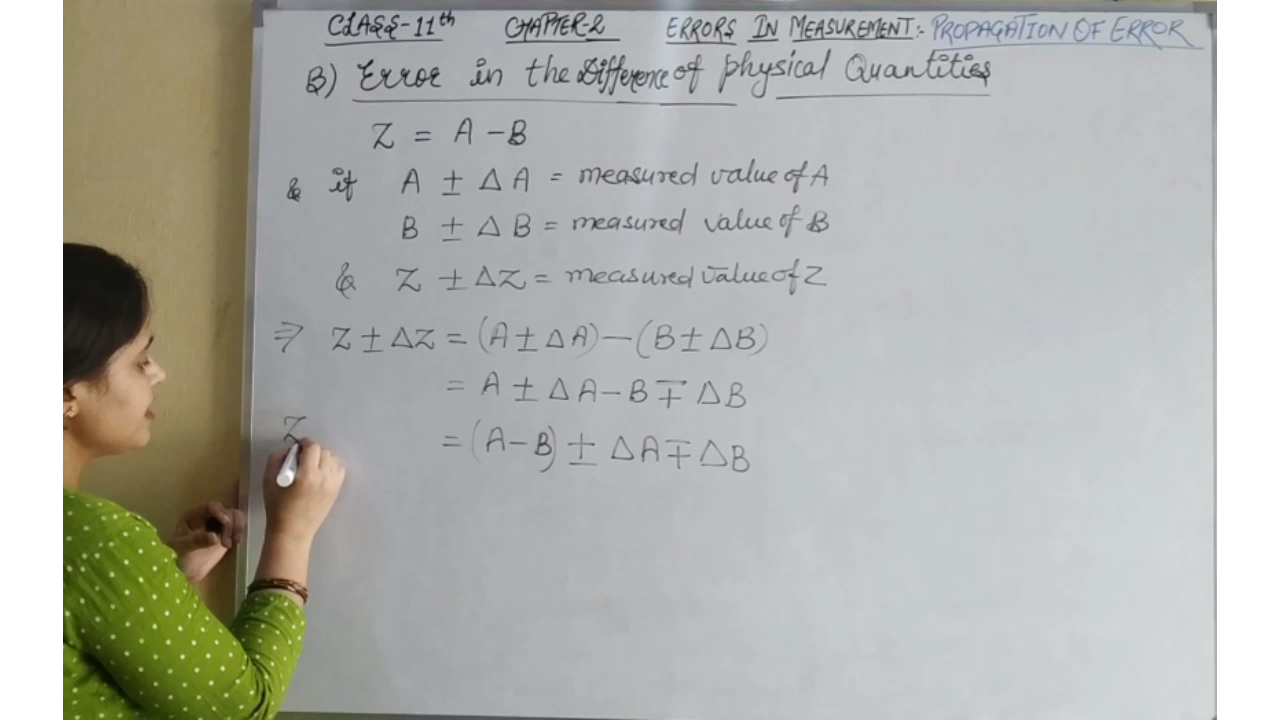 CLASS-11th CHAPTER-2 ERRORS IN MEASUREMENT:- PROPAGATION OF ERROR
B) Error in the Difference of physical Quantities
Z = A - B
& if A ± ΔA = measured value of A
B ± ΔB = measured value of B
& Z ± ΔZ = measured value of Z
⇒ Z ± ΔZ = (A ± ΔA) — (B ± ΔB)
= A ± ΔA - B ∓ ΔB
Z = (A - B) ± ΔA ∓ ΔB